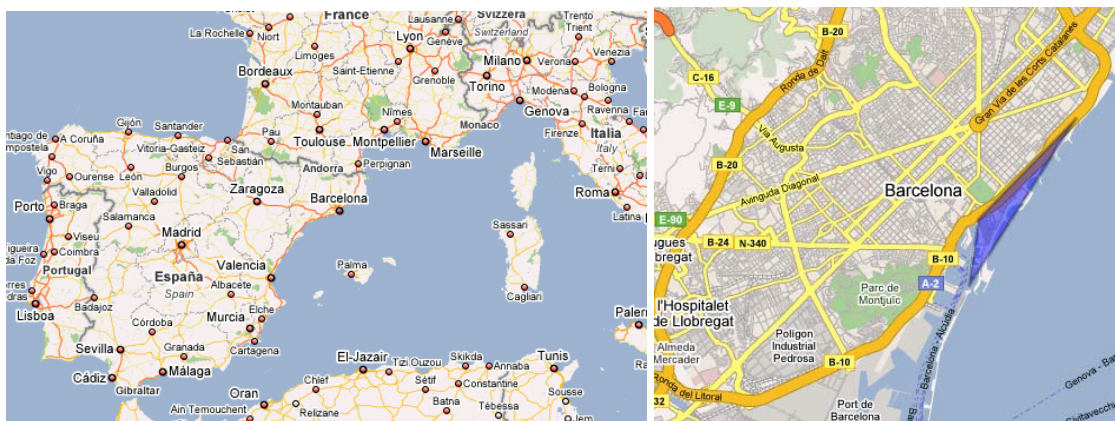 France
Lausanne
Svizzera
Switzerland
Trento
Trient
Niort
La Rochelle
Genève
Lyon
Limoges
Milano
Verona
Venezia
Saint-Etienne
Grenoble
Torino
Bordeaux
Modena
Bologna
Genova
Ravenna
Montauban
Nîmes
Monaco
Firenze
Italia
Italy
Toulouse
Montpellier
Marseille
Gijón
Santander
A Coruña
San
Sebastián
Pau
Vitoria-Gasteiz
Andorra
Perpignan
Terni
Vigo
Ourense
León
Burgos
Valladolid
Zaragoza
Barcelona
Roma
Latina
Porto
Braga
Salamanca
Sassari
Viseu
Madrid
Coimbra
Portugal
España
Spain
Valencia
Palma
Albacete
Cagliari
Badajoz
Lisboa
Murcia
Elche
Córdoba
Cartagena
Sevilla
Granada
Cádiz
Málaga
Gibraltar
El-Jazair
Tizi Ouzou
Skikda
Annaba
Tunis
Oran
Chlef
Sétif
Constantine
Sousse
Ain Temouchent
Relizane
Batna
Tébessa
B-20
Ronda de Dalt
C-16
E-9
Gran Via de les Corts Catalanes
Via Augusta
B-20
Avinguda Diagonal
Barcelona
E-90
B-24
N-340
B-10
A-2
Parc de
Montjuïc
l'Hospitalet
de Llobregat
Almeda
Mercader
Polígon
Industrial
Pedrosa
B-10
Ronda del Litoral
32
Port de
Barcelona
Barcelona - Alcúdia